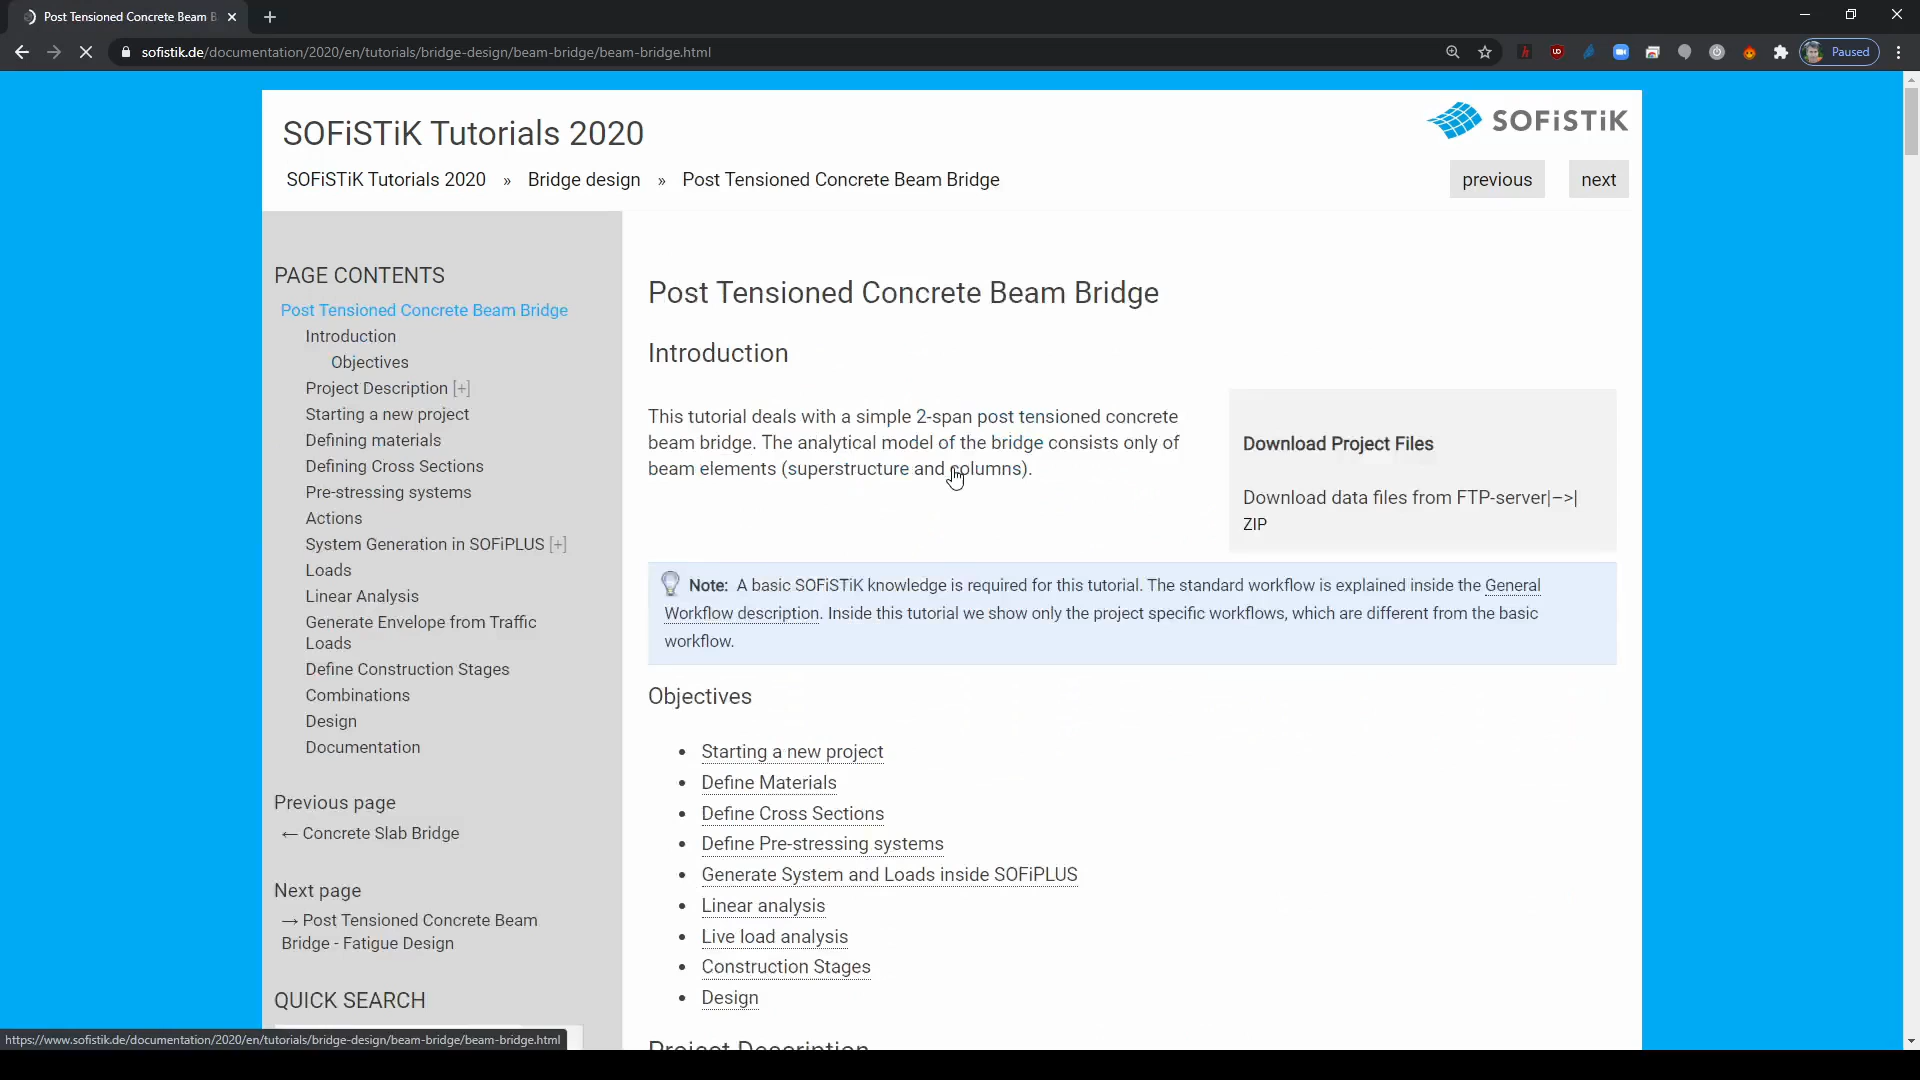 Post Tensioned Concrete Beam B
sofistik.de/documentation/2020/en/tutorials/bridge-design/beam-bridge/beam-bridge.html
Paused
SOFiSTiK Tutorials 2020
SOFiSTiK
SOFiSTiK Tutorials 2020 » Bridge design » Post Tensioned Concrete Beam Bridge
previous
next
PAGE CONTENTS
Post Tensioned Concrete Beam Bridge
Introduction
Objectives
Project Description [+]
Starting a new project
Defining materials
Defining Cross Sections
Pre-stressing systems
Actions
System Generation in SOFiPLUS [+]
Loads
Linear Analysis
Generate Envelope from Traffic
Loads
Define Construction Stages
Combinations
Design
Documentation
Previous page
← Concrete Slab Bridge
Next page
→ Post Tensioned Concrete Beam
Bridge - Fatigue Design
QUICK SEARCH
Post Tensioned Concrete Beam Bridge
Introduction
This tutorial deals with a simple 2-span post tensioned concrete
beam bridge. The analytical model of the bridge consists only of
beam elements (superstructure and columns).
Download Project Files
Download data files from FTP-server|–>|
ZIP
Note: A basic SOFiSTiK knowledge is required for this tutorial. The standard workflow is explained inside the General
Workflow description. Inside this tutorial we show only the project specific workflows, which are different from the basic
workflow.
Objectives
• Starting a new project
• Define Materials
• Define Cross Sections
• Define Pre-stressing systems
• Generate System and Loads inside SOFiPLUS
• Linear analysis
• Live load analysis
• Construction Stages
• Design
Project Description
https://www.sofistik.de/documentation/2020/en/tutorials/bridge-design/beam-bridge/beam-bridge.html